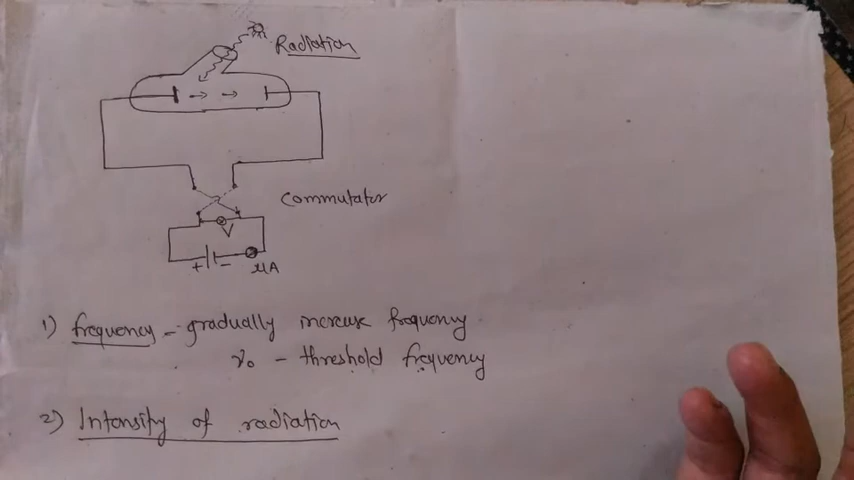 Radiation
Commutator
V
+ - μA
1) frequency - gradually increase frequency
ν₀ - threshold frequency
2) Intensity of radiation